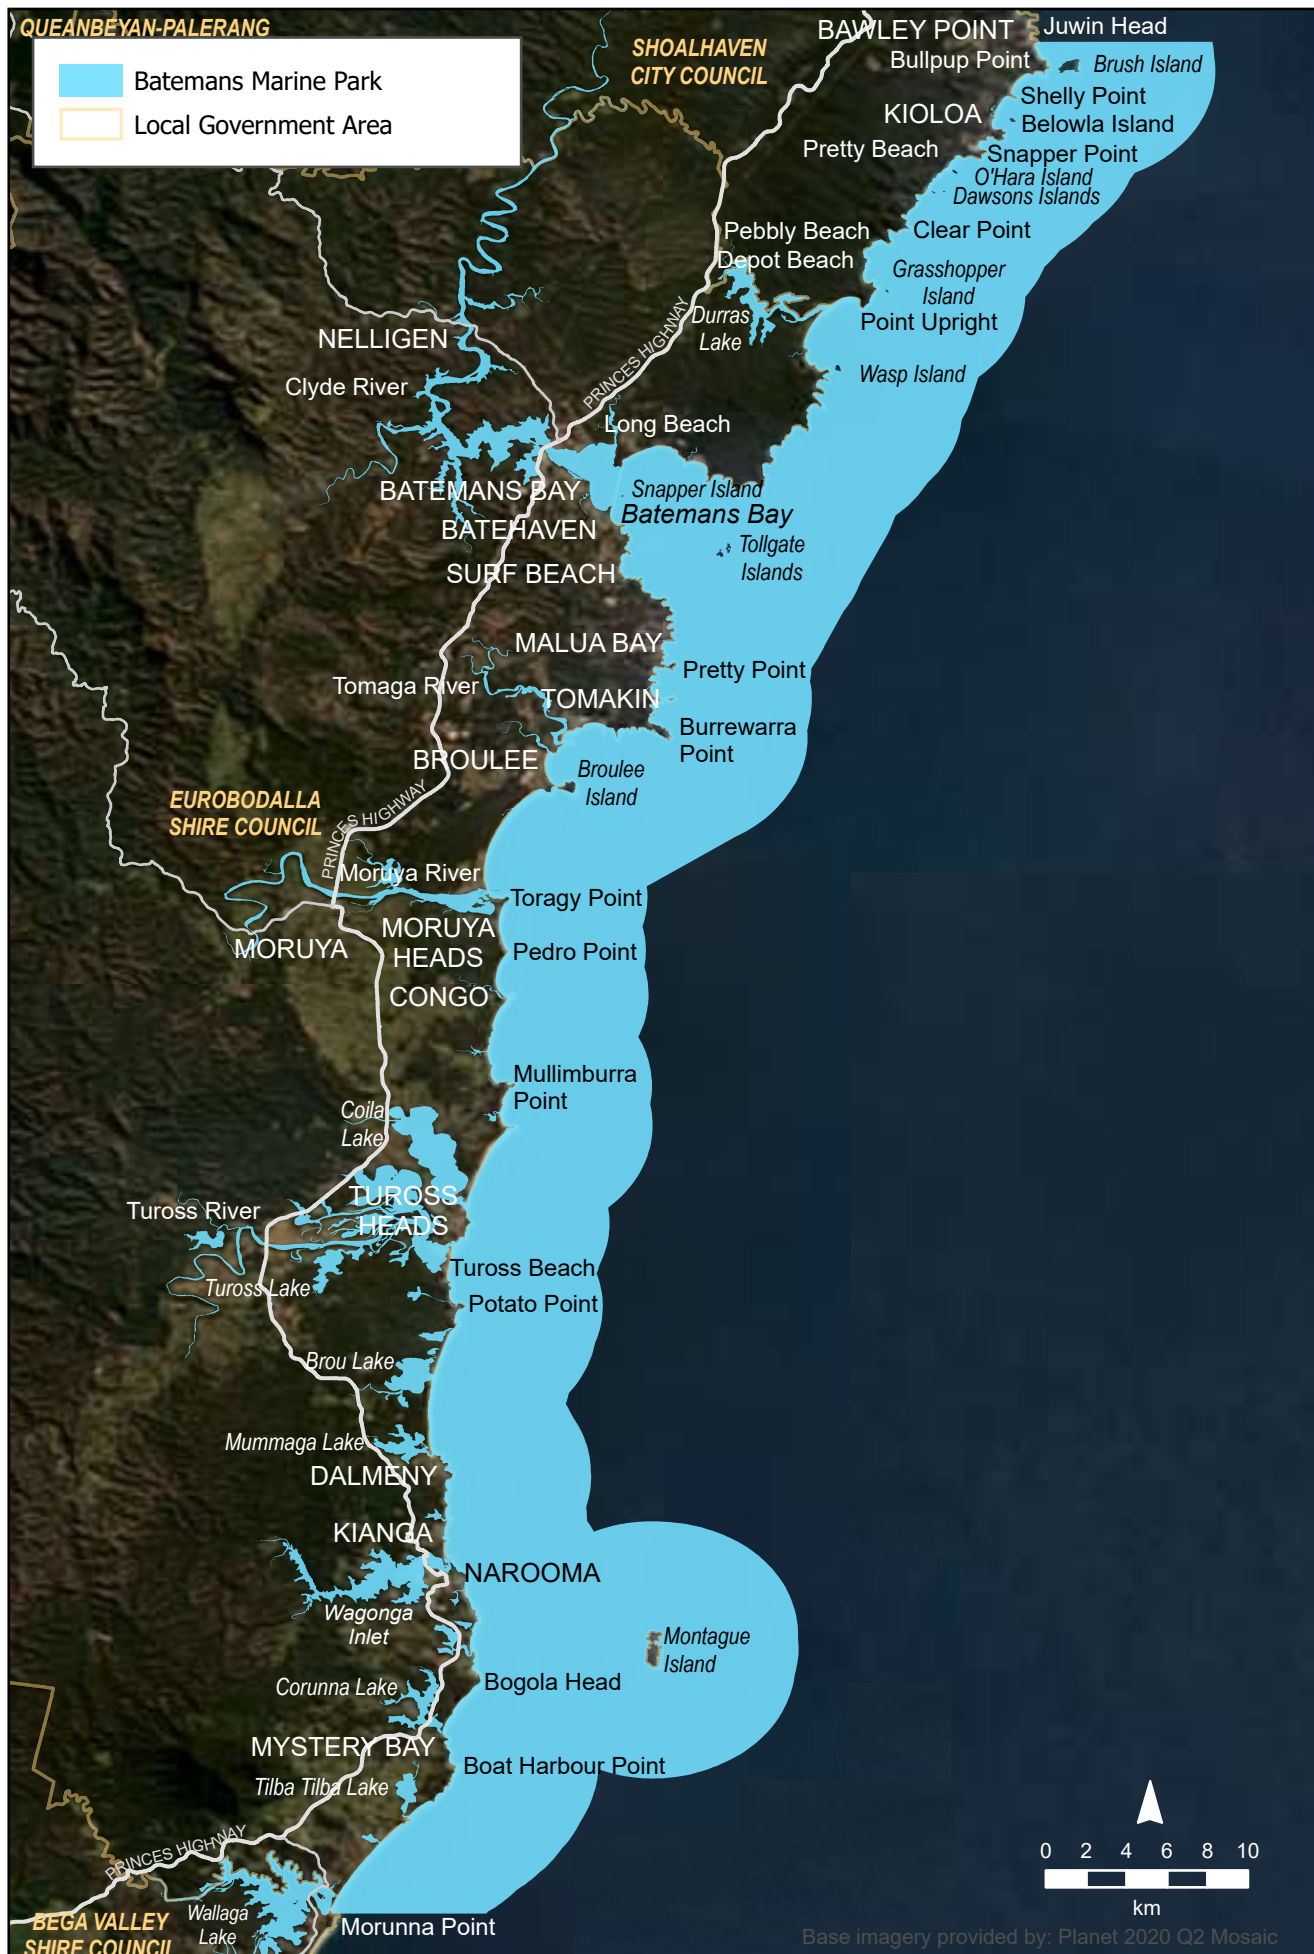 QUEANBEYAN-PALERANG
Batemans Marine Park
Local Government Area
SHOALHAVEN
CITY COUNCIL
BAWLEY POINT
Juwin Head
Bullpup Point
Brush Island
Shelly Point
KIOLOA
Belowla Island
Pretty Beach
Snapper Point
O'Hara Island
Dawsons Islands
Pebbly Beach
Clear Point
Depot Beach
Grasshopper
Island
Durras
Lake
Point Upright
PRINCES HIGHWAY
NELLIGEN
Wasp Island
Clyde River
Long Beach
BATEMANS BAY
Snapper Island
Batemans Bay
BATEHAVEN
Tollgate
Islands
SURF BEACH
MALUA BAY
Pretty Point
Tomaga River
TOMAKIN
Burrewarra
Point
BROULEE
Broulee
Island
EUROBODALLA
SHIRE COUNCIL
PRINCES HIGHWAY
Moruya River
Toragy Point
MORUYA
HEADS
MORUYA
Pedro Point
CONGO
Mullimburra
Point
Coila
Lake
TUROSS
HEADS
Tuross River
Tuross Beach
Tuross Lake
Potato Point
Brou Lake
Mummaga Lake
DALMENY
KIANGA
NAROOMA
Wagonga
Inlet
Montague
Island
Bogola Head
Corunna Lake
MYSTERY BAY
Boat Harbour Point
Tilba Tilba Lake
PRINCES HIGHWAY
Wallaga
Lake
BEGA VALLEY
SHIRE COUNCIL
Morunna Point
0 2 4 6 8 10
km
Base imagery provided by: Planet 2020 Q2 Mosaic